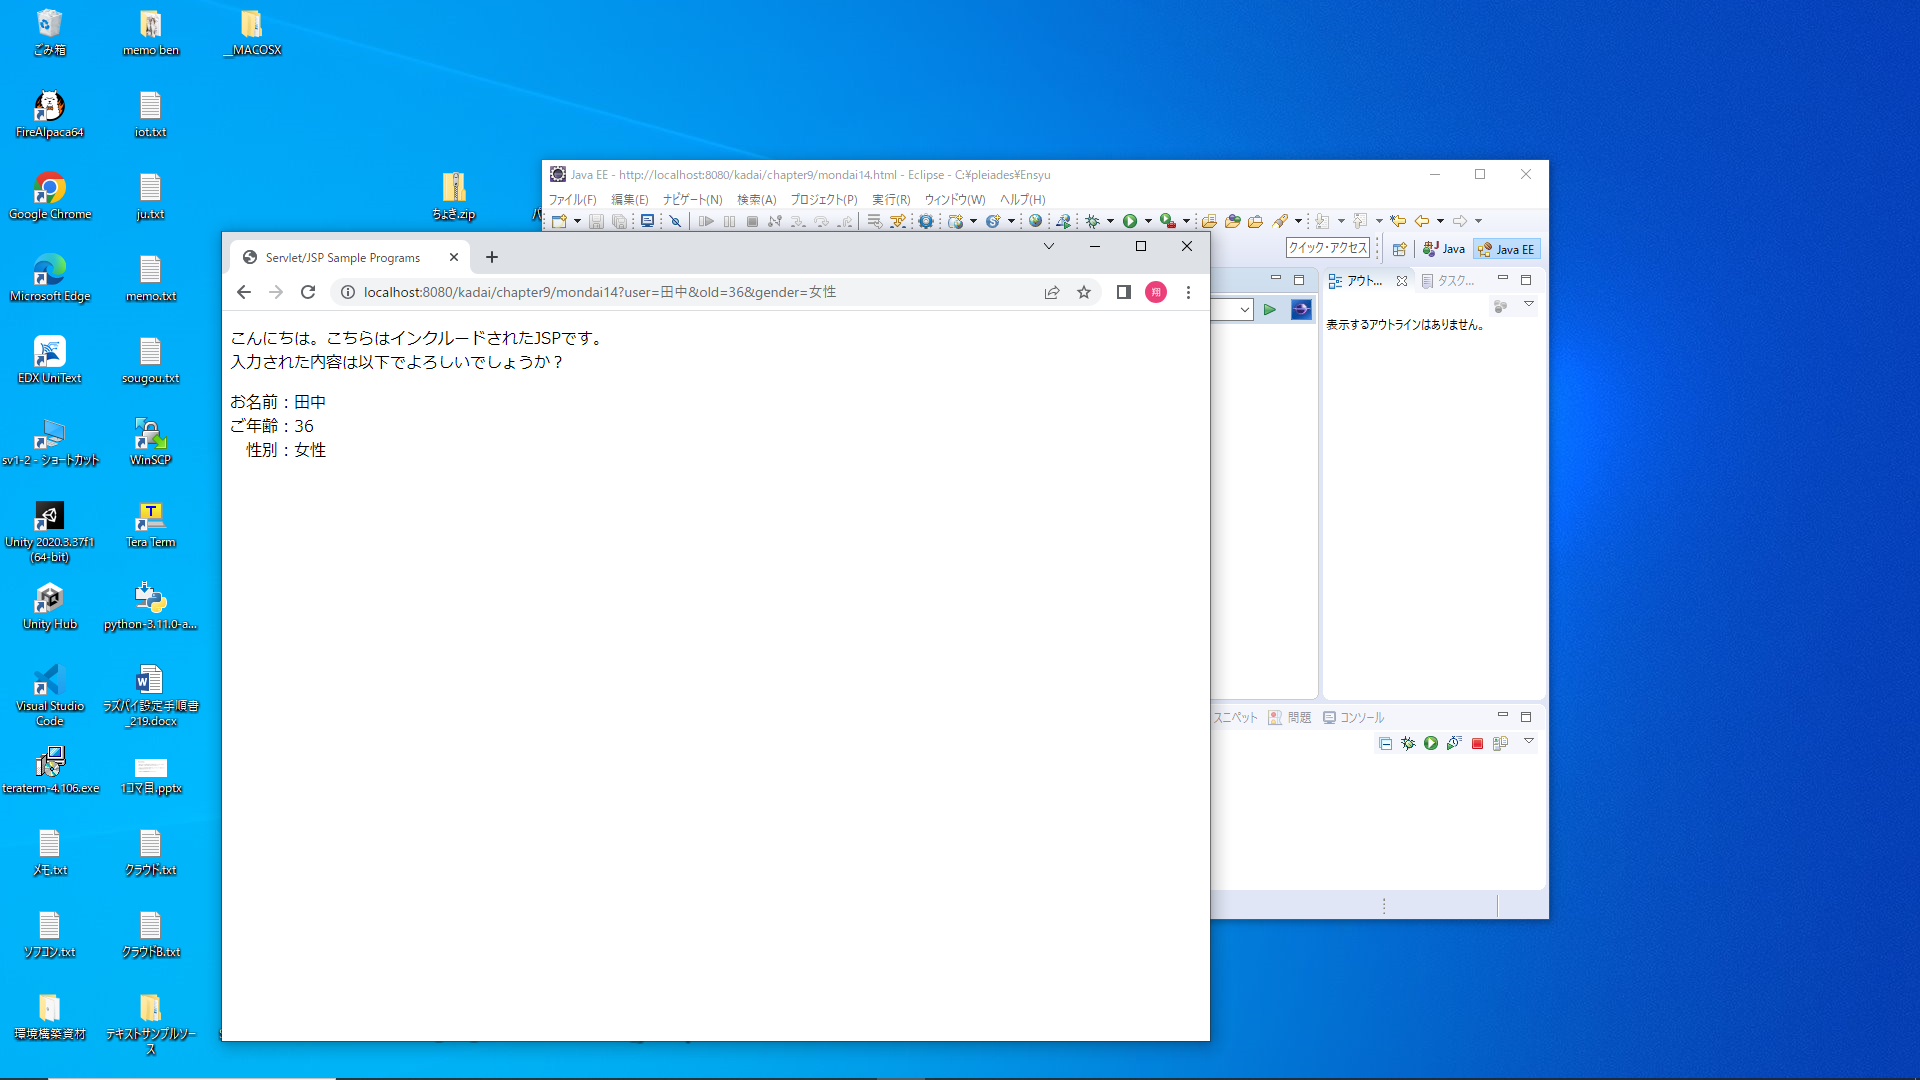 ごみ箱
memo ben
__MACOSX
FireAlpaca64
iot.txt
Google Chrome
ju.txt
ちょき.zip
Microsoft Edge
memo.txt
EDX UniText
sougou.txt
sv1-2 - ショートカット
WinSCP
Unity 2020.3.37f1
(64-bit)
Tera Term
Unity Hub
python-3.11.0-a...
Visual Studio
Code
ラズパイ設定手順書
_219.docx
teraterm-4.106.exe
1コマ目.pptx
メモ.txt
クラウド.txt
ソフコン.txt
クラウドB.txt
環境構築資材
テキストサンプルソー
ス
Java EE - http://localhost:8080/kadai/chapter9/mondai14.html - Eclipse - C:¥pleiades¥Ensyu
ファイル(F) 編集(E) ナビゲート(N) 検索(A) プロジェクト(P) 実行(R) ウィンドウ(W) ヘルプ(H)
クイック・アクセス
Java
Java EE
アウト...
タスク...
表示するアウトラインはありません。
スニペット
問題
コンソール
Servlet/JSP Sample Programs
localhost:8080/kadai/chapter9/mondai14?user=田中&old=36&gender=女性
翔
こんにちは。こちらはインクルードされたJSPです。
入力された内容は以下でよろしいでしょうか？
お名前：田中
ご年齢：36
性別：女性